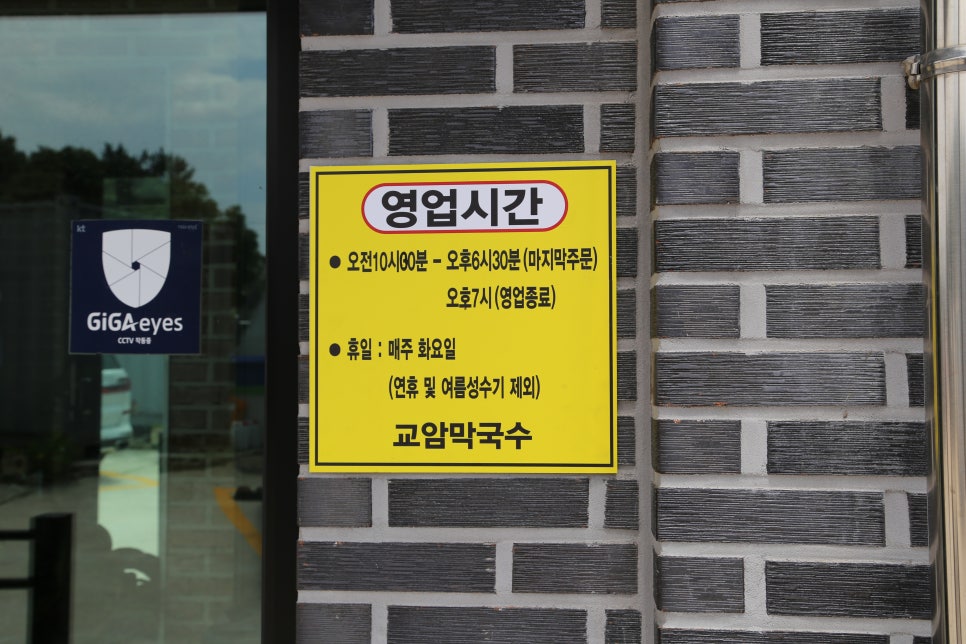 영업시간
● 오전10시00분 - 오후6시30분(마지막주문)
오후7시(영업종료)
● 휴일 : 매주 화요일
(연휴 및 여름성수기 제외)
교암막국수
kt
GiGAeyes
CCTV 작동중